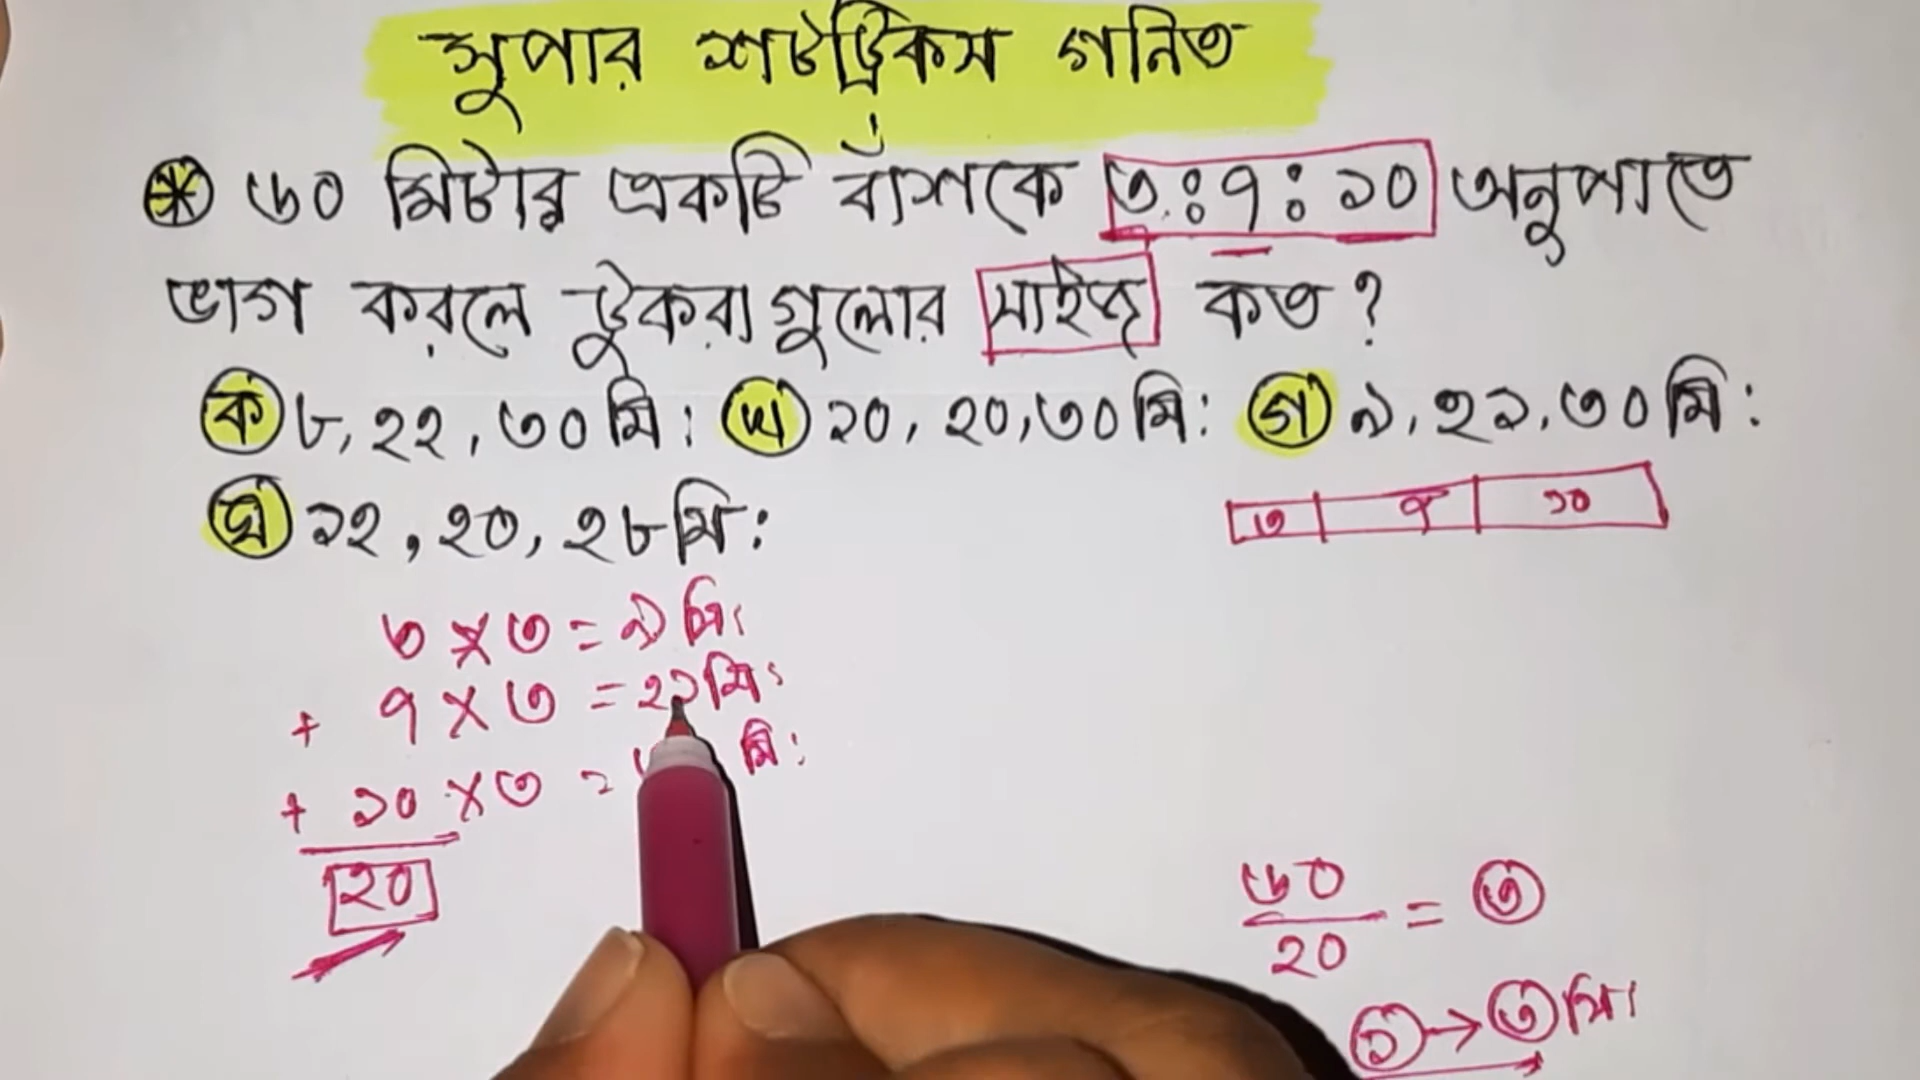 সুপার শর্টট্রিকস গনিত
৬০ মিটার একটি বাঁশকে ৩:৭:১০ অনুপাতে
ভাগ করলে টুকরাগুলোর সাইজ কত?
ক ৮,২২,৩০ মি: খ ১০,২০,৩০ মি: গ ৯,২১,৩০ মি:
ঘ ১২,২০,২৮ মি:
৩ ৭ ১০
৩ × ৩ = ৯ মি:
+ ৭ × ৩ = ২১ মি:
+ ১০ × ৩ = মি:
২০
৬০
২০
= ৩
১ → ৩ মি: